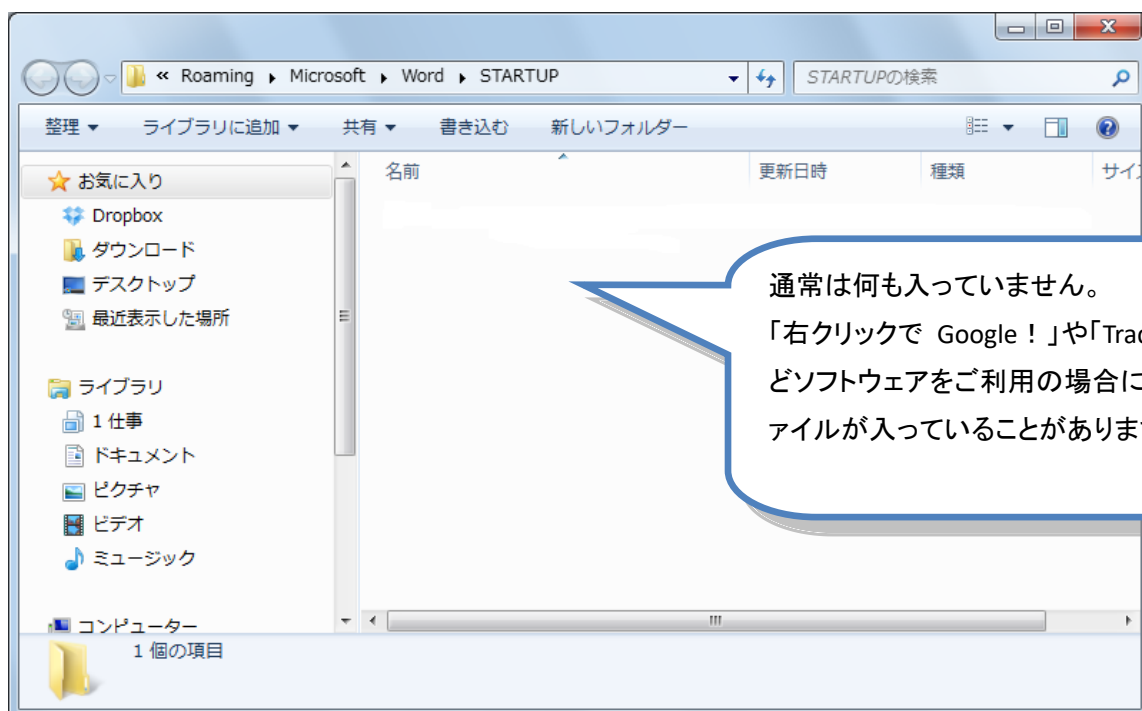 « Roaming ▸ Microsoft ▸ Word ▸ STARTUP
STARTUPの検索
整理 ライブラリに追加 共有 書き込む 新しいフォルダー
名前 更新日時 種類 サイ
お気に入り
Dropbox
ダウンロード
デスクトップ
最近表示した場所
ライブラリ
1 仕事
ドキュメント
ピクチャ
ビデオ
ミュージック
コンピューター
通常は何も入っていません。
「右クリックで Google！」や「Trad
どソフトウェアをご利用の場合に
ァイルが入っていることがありま
1 個の項目